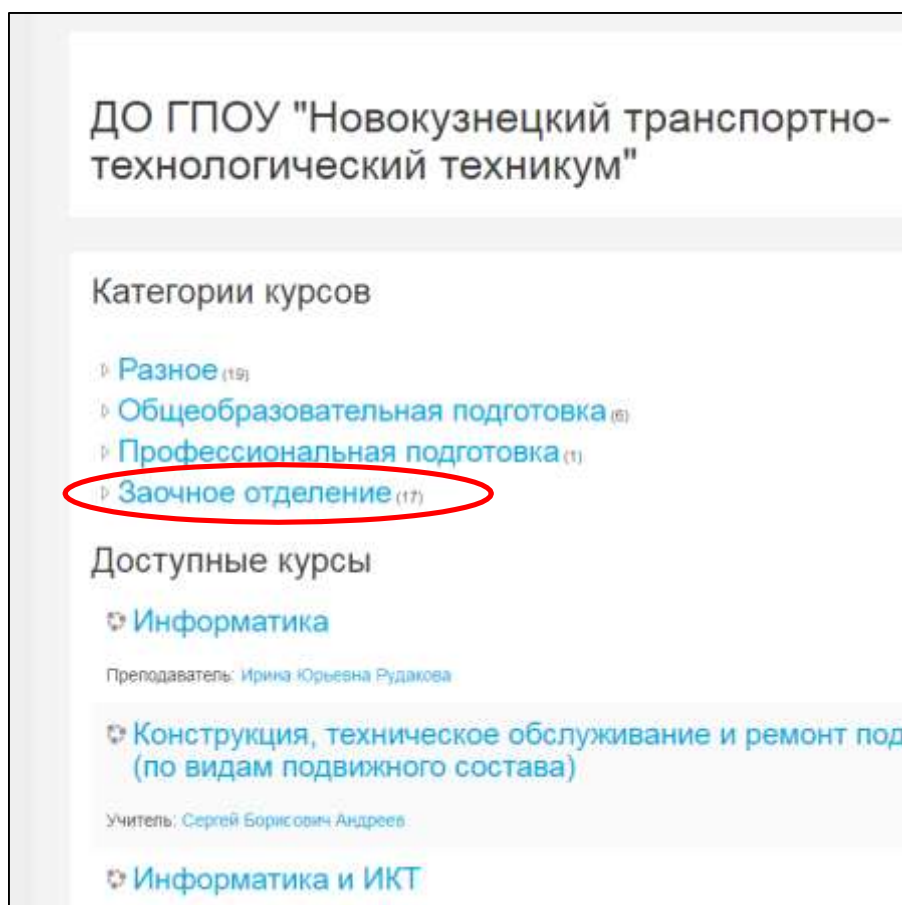 ДО ГПОУ "Новокузнецкий транспортно-
технологический техникум"
Категории курсов
Разное (19)
Общеобразовательная подготовка (6)
Профессиональная подготовка (1)
Заочное отделение (17)
Доступные курсы
Информатика
Преподаватель: Ирина Юрьевна Рудакова
Конструкция, техническое обслуживание и ремонт под
(по видам подвижного состава)
Учитель: Сергей Борисович Андреев
Информатика и ИКТ